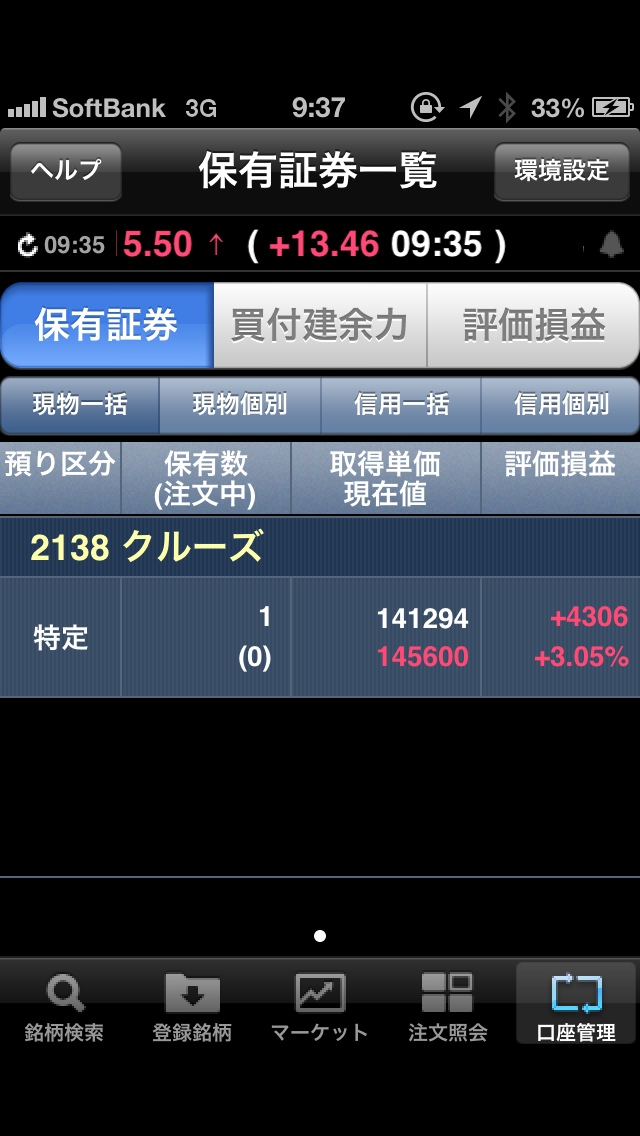 SoftBank 3G 9:37 33%
ヘルプ 保有証券一覧 環境設定
09:35 5.50 ↑ ( +13.46 09:35 )
保有証券 買付建余力 評価損益
現物一括 現物個別 信用一括 信用個別
預り区分 保有数 取得単価 評価損益
(注文中) 現在値
2138 クルーズ
特定 1 141294 +4306
(0) 145600 +3.05%
銘柄検索 登録銘柄 マーケット 注文照会 口座管理